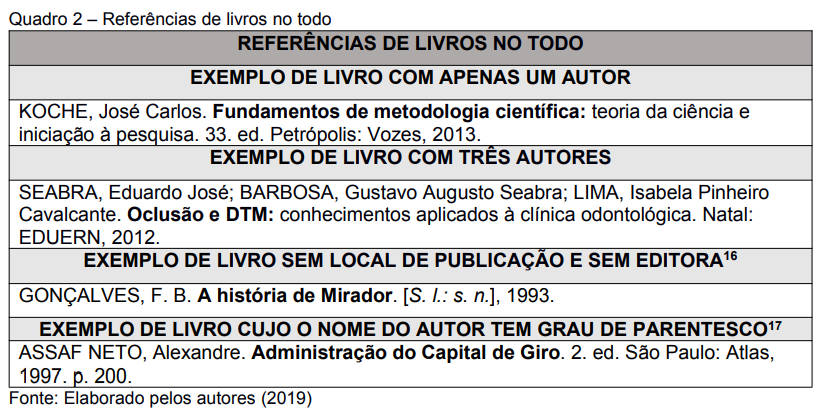 Quadro 2 – Referências de livros no todo
REFERÊNCIAS DE LIVROS NO TODO
EXEMPLO DE LIVRO COM APENAS UM AUTOR
KOCHE, José Carlos. Fundamentos de metodologia científica: teoria da ciência e
iniciação à pesquisa. 33. ed. Petrópolis: Vozes, 2013.
EXEMPLO DE LIVRO COM TRÊS AUTORES
SEABRA, Eduardo José; BARBOSA, Gustavo Augusto Seabra; LIMA, Isabela Pinheiro
Cavalcante. Oclusão e DTM: conhecimentos aplicados à clínica odontológica. Natal:
EDUERN, 2012.
EXEMPLO DE LIVRO SEM LOCAL DE PUBLICAÇÃO E SEM EDITORA¹⁶
GONÇALVES, F. B. A história de Mirador. [S. l.: s. n.], 1993.
EXEMPLO DE LIVRO CUJO O NOME DO AUTOR TEM GRAU DE PARENTESCO¹⁷
ASSAF NETO, Alexandre. Administração do Capital de Giro. 2. ed. São Paulo: Atlas,
1997. p. 200.
Fonte: Elaborado pelos autores (2019)